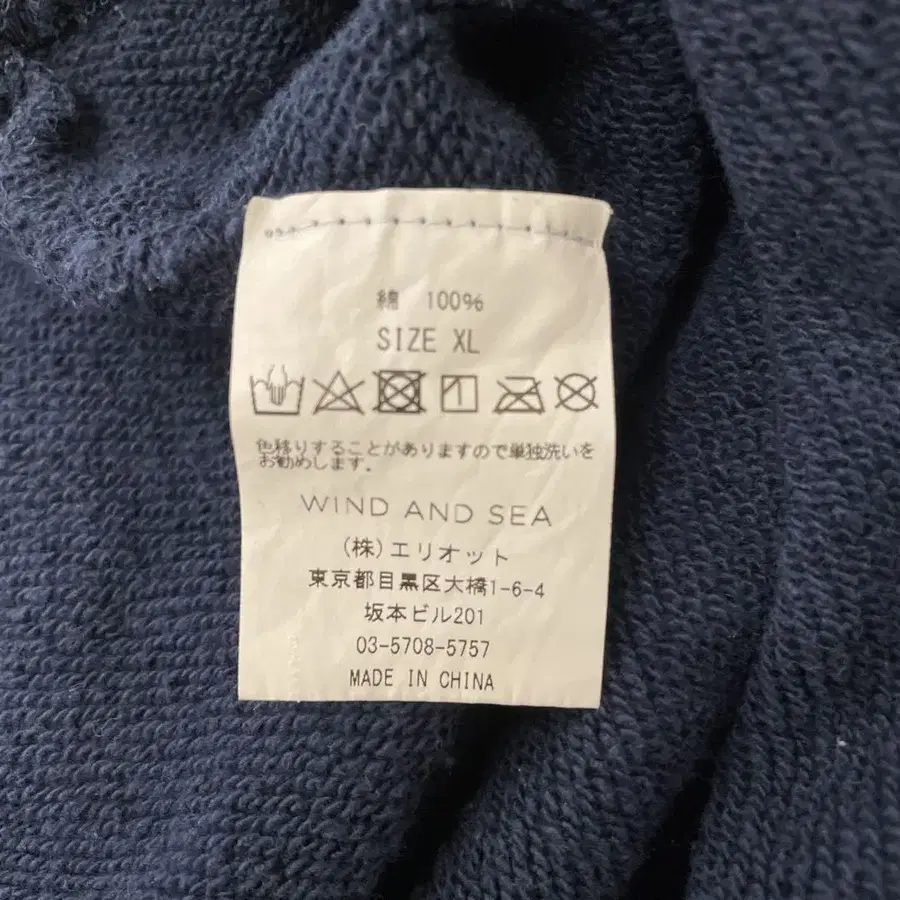 綿 100%
SIZE XL
色移りすることがありますので単独洗いを
お勧めします。
WIND AND SEA
(株)エリオット
東京都目黒区大橋1-6-4
坂本ビル201
03-5708-5757
MADE IN CHINA